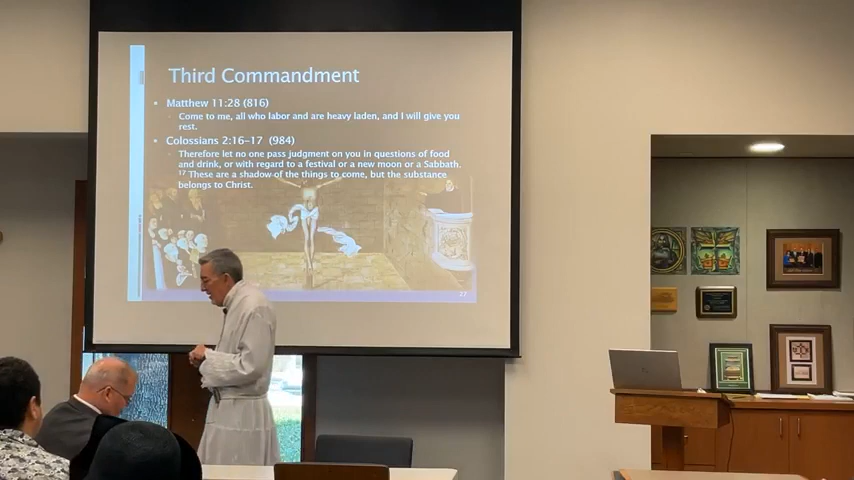 Third Commandment
• Matthew 11:28 (816)
Come to me, all who labor and are heavy laden, and I will give you
rest.
• Colossians 2:16-17 (984)
Therefore let no one pass judgment on you in questions of food
and drink, or with regard to a festival or a new moon or a Sabbath.
17 These are a shadow of the things to come, but the substance
belongs to Christ.
27